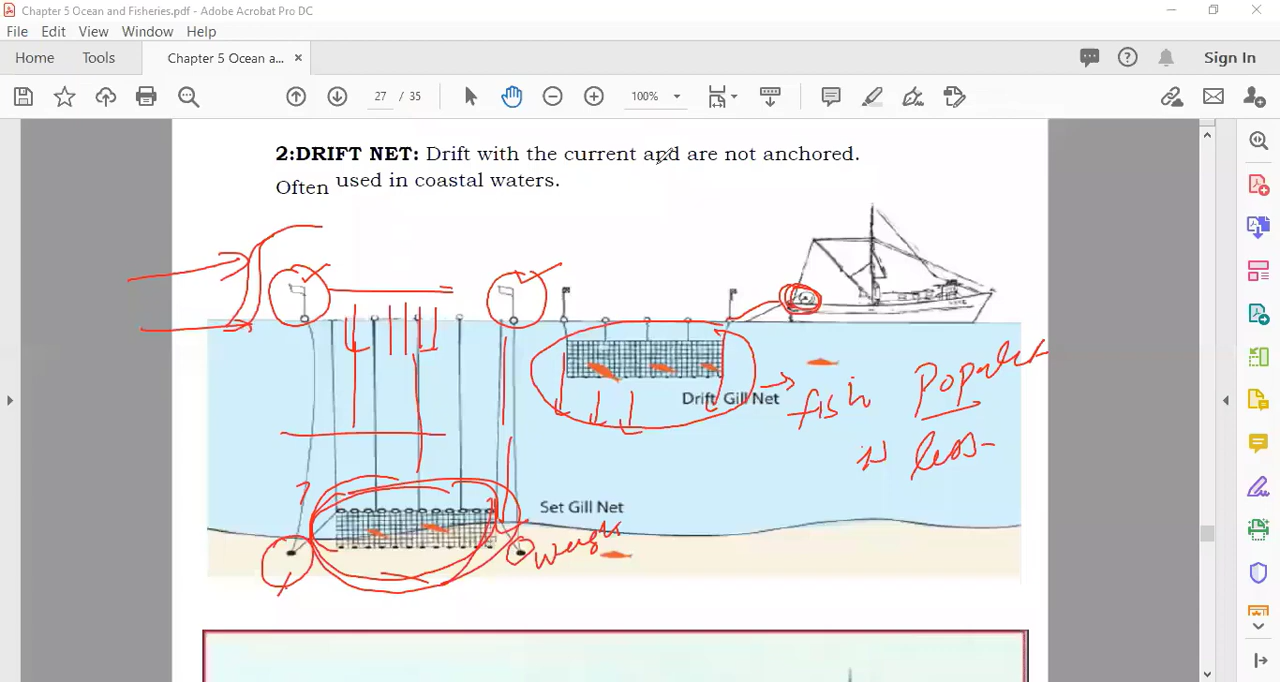 Chapter 5 Ocean and Fisheries.pdf - Adobe Acrobat Pro DC
File Edit View Window Help
Home Tools Chapter 5 Ocean a... × Sign In
27 / 35 100%
2:DRIFT NET: Drift with the current and are not anchored.
Often used in coastal waters.
Drift Gill Net
fish
is less
Set Gill Net